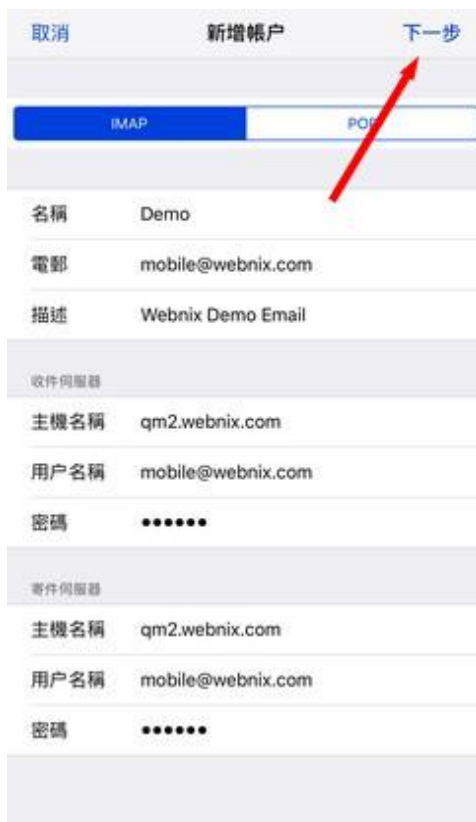 取消 新增帳户 下一步
IMAP POP
名稱 Demo
電郵 mobile@webnix.com
描述 Webnix Demo Email
收件伺服器
主機名稱 qm2.webnix.com
用户名稱 mobile@webnix.com
密碼 ●●●●●●
寄件伺服器
主機名稱 qm2.webnix.com
用户名稱 mobile@webnix.com
密碼 ●●●●●●